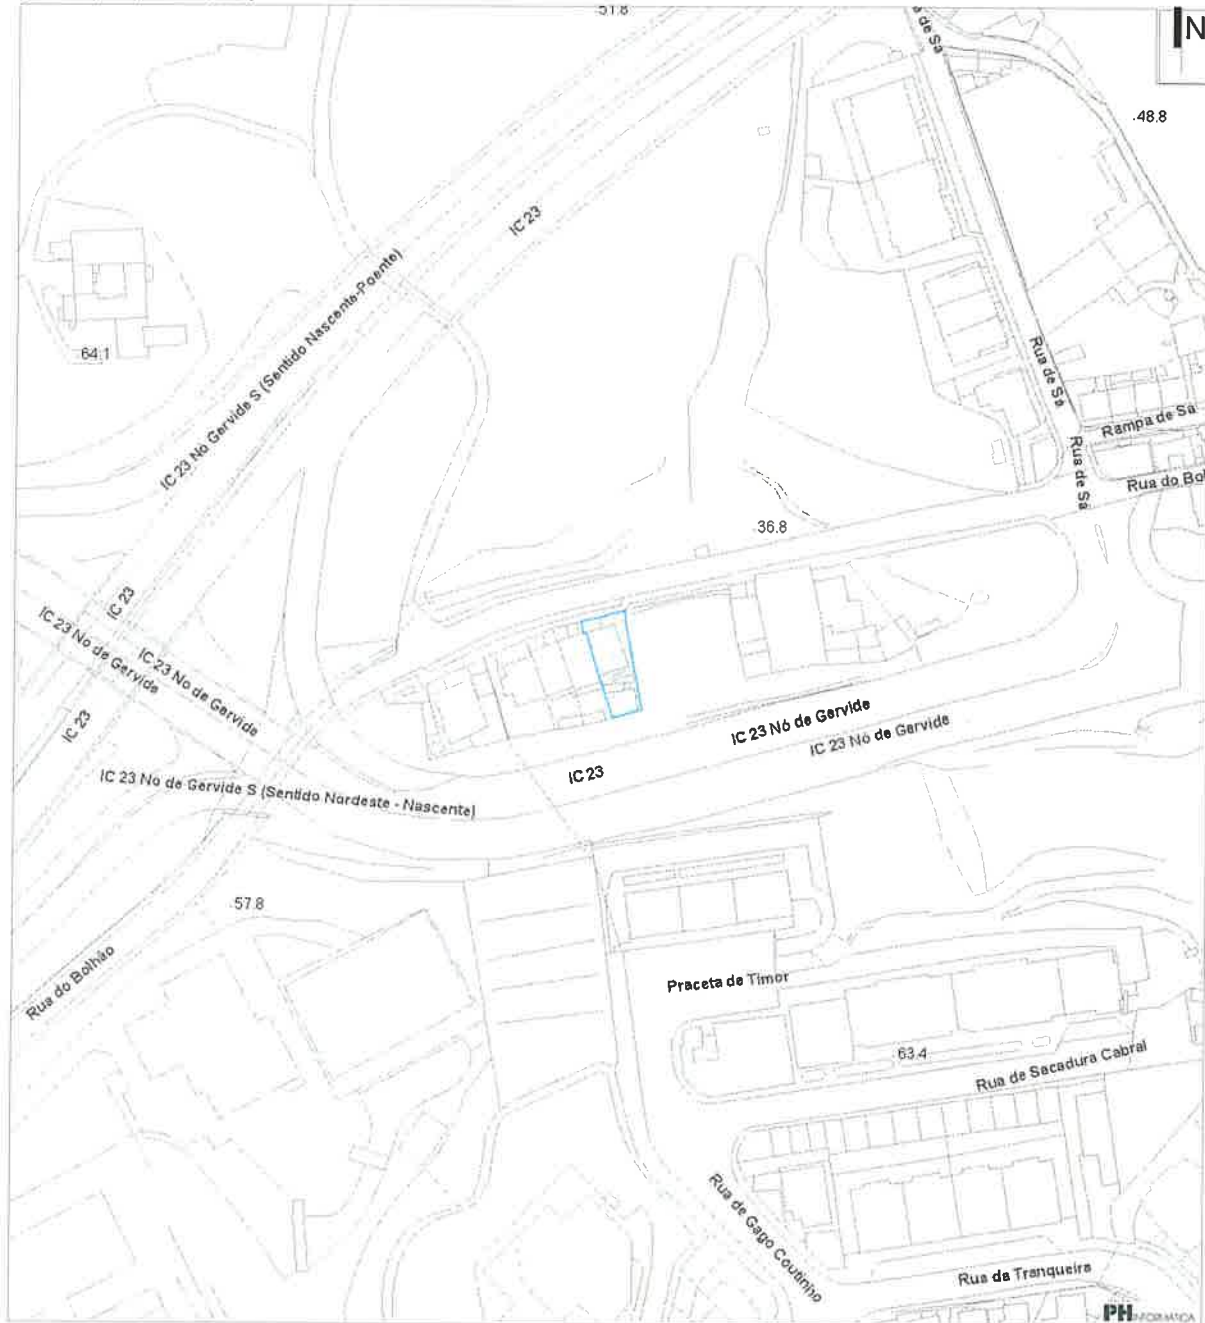 51.8
N
de Sá
48.8
IC 23
IC 23 Nó Gervide S (Sentido Nascente-Poente)
64.1
Rua de Sá
Rampa de Sá
Rua de Sá
Rua do Bol
36.8
IC 23
IC 23 Nó de Gervide
IC 23 Nó de Gervide
IC 23
IC 23 Nó de Gervide
IC 23 Nó de Gervide
IC 23
IC 23 Nó de Gervide S (Sentido Nordeste - Nascente)
57.8
Rua do Bolhão
Praceta de Timor
63.4
Rua de Sacadura Cabral
Rua de Gago Coutinho
Rua da Tranqueira
PH INFORMÁTICA